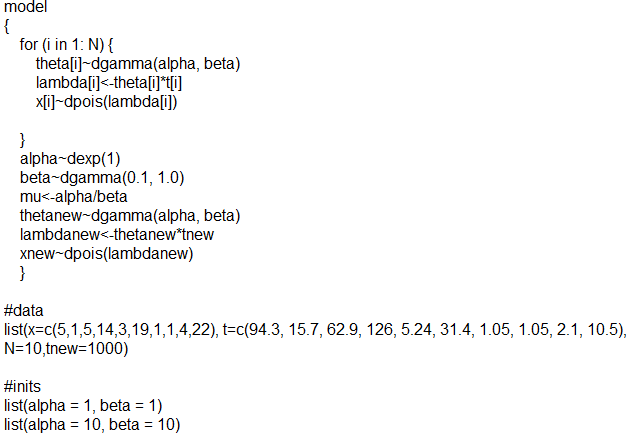 model
{
for (i in 1: N) {
theta[i]~dgamma(alpha, beta)
lambda[i]<-theta[i]*t[i]
x[i]~dpois(lambda[i])
}
alpha~dexp(1)
beta~dgamma(0.1, 1.0)
mu<-alpha/beta
thetanew~dgamma(alpha, beta)
lambdanew<-thetanew*tnew
xnew~dpois(lambdanew)
}
#data
list(x=c(5,1,5,14,3,19,1,1,4,22), t=c(94.3, 15.7, 62.9, 126, 5.24, 31.4, 1.05, 1.05, 2.1, 10.5),
N=10,tnew=1000)
#inits
list(alpha = 1, beta = 1)
list(alpha = 10, beta = 10)